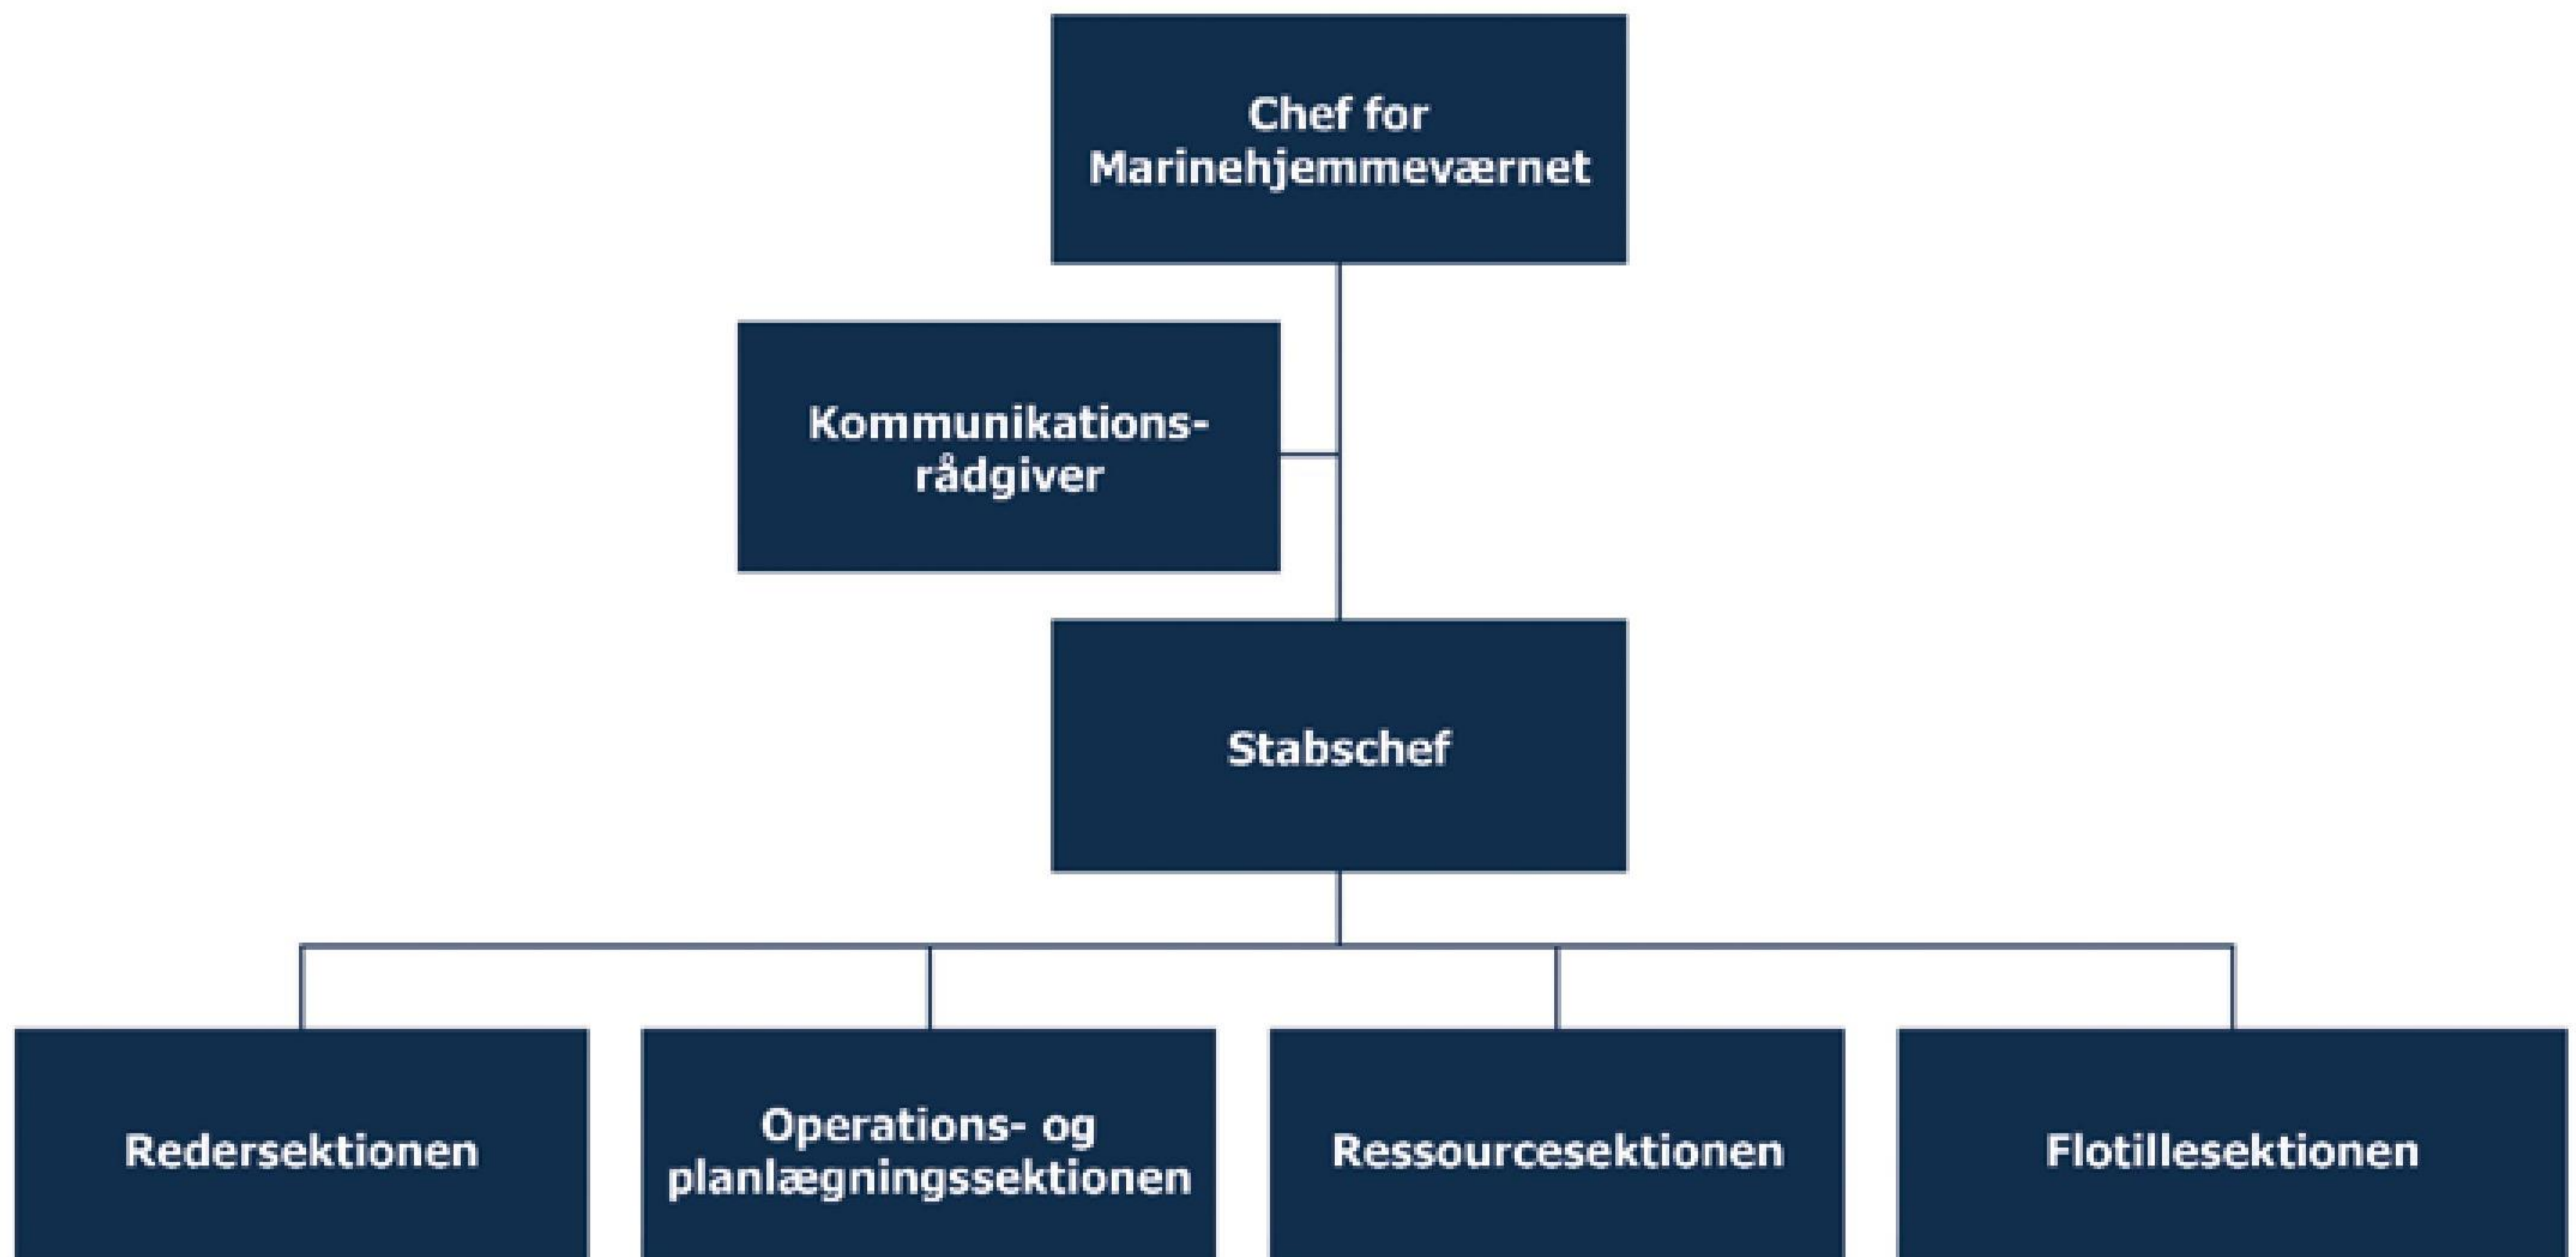 Chef for
Marinehjemmeværnet
Kommunikations-
rådgiver
Stabschef
Redersektionen
Operations- og
planlægningssektionen
Ressourcesektionen
Flotillesektionen